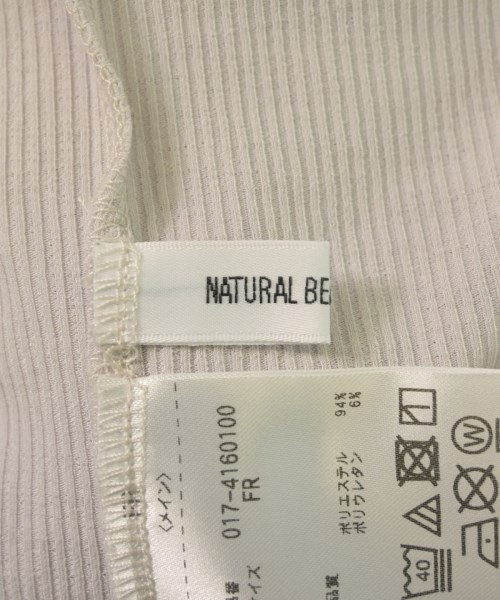 NATURAL BE
〈メイン〉
017-4160100
FR
ポリエステル 94%
ポリウレタン 6%
40
W